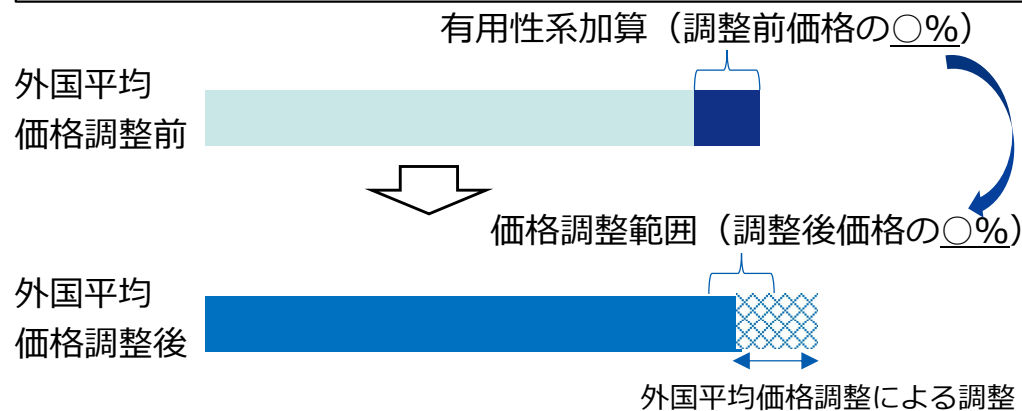 有用性系加算（調整前価格の○%）
外国平均
価格調整前
価格調整範囲（調整後価格の○%）
外国平均
価格調整後
外国平均価格調整による調整